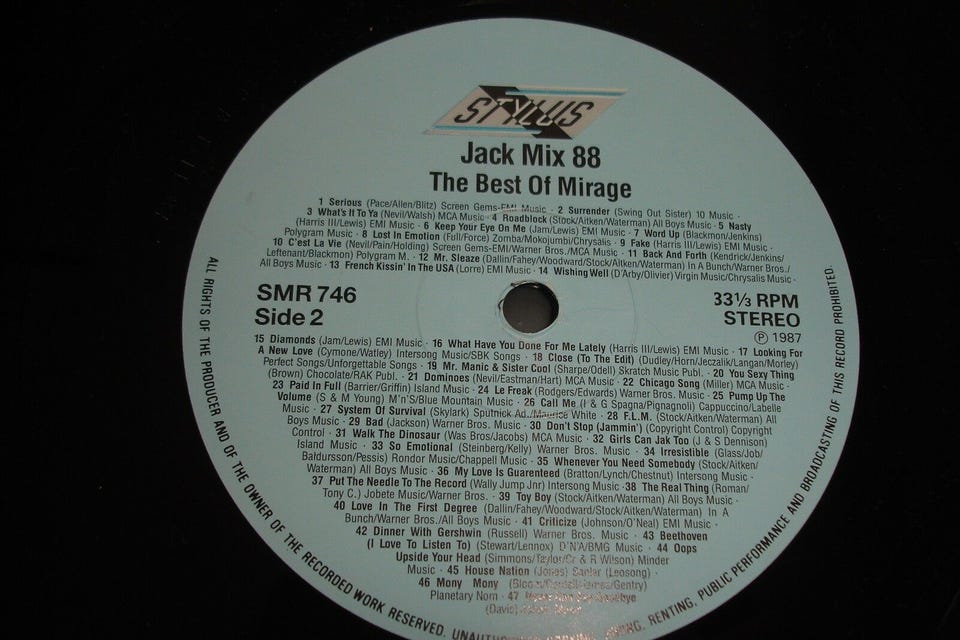 STYLUS
Jack Mix 88
The Best Of Mirage
1 Serious (Pace/Allen/Blitz) Screen Gems-EMI Music · 2 Surrender (Swing Out Sister) 10 Music ·
3 What's It To Ya (Nevil/Walsh) MCA Music · 4 Roadblock (Stock/Aitken/Waterman) All Boys Music · 5 Nasty
(Harris III/Lewis) EMI Music · 6 Keep Your Eye On Me (Jam/Lewis) EMI Music · 7 Word Up (Blackmon/Jenkins)
Polygram Music · 8 Lost In Emotion (Full/Force) Zomba/Mokojumbi/Chrysalis · 9 Fake (Harris III/Lewis) EMI Music ·
10 C'est La Vie (Nevil/Pain/Holding) Screen Gems-EMI/Warner Bros./MCA Music · 11 Back And Forth (Kendrick/Jenkins/
Leftenant/Blackmon) Polygram M. · 12 Mr. Sleaze (Dallin/Fahey/Woodward/Stock/Aitken/Waterman) In A Bunch/Warner Bros./
All Boys Music · 13 French Kissin' In The USA (Lorre) EMI Music · 14 Wishing Well (D'Arby/Olivier) Virgin Music/Chrysalis Music ·
SMR 746
Side 2
33⅓ RPM
STEREO
Ⓟ 1987
15 Diamonds (Jam/Lewis) EMI Music · 16 What Have You Done For Me Lately (Harris III/Lewis) EMI Music · 17 Looking For
A New Love (Cymone/Watley) Intersong Music/SBK Songs · 18 Close (To The Edit) (Dudley/Horn/Jeczalik/Langan/Morley)
Perfect Songs/Unforgettable Songs · 19 Mr. Manic & Sister Cool (Sharpe/Odell) Skratch Music Publ. · 20 You Sexy Thing
(Brown) Chocolate/RAK Publ. · 21 Dominoes (Nevil/Eastman/Hart) MCA Music · 22 Chicago Song (Miller) MCA Music ·
23 Paid In Full (Barrier/Griffin) Island Music · 24 Le Freak (Rodgers/Edwards) Warner Bros. Music · 25 Pump Up The
Volume (S & M Young) M'n'S/Blue Mountain Music · 26 Call Me (I & G Spagna/Pignagnoli) Cappuccino/Labelle
Music · 27 System Of Survival (Skylark) Sputnick Ad./Maurice White · 28 F.L.M. (Stock/Aitken/Waterman) All
Boys Music · 29 Bad (Jackson) Warner Bros. Music · 30 Don't Stop (Jammin') (Copyright Control) Copyright
Control · 31 Walk The Dinosaur (Was Bros/Jacobs) MCA Music · 32 Girls Can Jak Too (J & S Dennison)
Island Music · 33 So Emotional (Steinberg/Kelly) Warner Bros. Music · 34 Irresistible (Glass/Job/
Baldursson/Pessis) Rondor Music/Chappell Music · 35 Whenever You Need Somebody (Stock/Aitken/
Waterman) All Boys Music · 36 My Love Is Guarenteed (Bratton/Lynch/Chestnut) Intersong Music ·
37 Put The Needle To The Record (Wally Jump Jnr) Intersong Music · 38 The Real Thing (Roman/
Tony C.) Jobete Music/Warner Bros. · 39 Toy Boy (Stock/Aitken/Waterman) All Boys Music ·
40 Love In The First Degree (Dallin/Fahey/Woodward/Stock/Aitken/Waterman) In A
Bunch/Warner Bros./All Boys Music · 41 Criticize (Johnson/O'Neal) EMI Music ·
42 Dinner With Gershwin (Russell) Warner Bros. Music · 43 Beethoven
(I Love To Listen To) (Stewart/Lennox) D'N'A/BMG Music · 44 Oops
Upside Your Head (Simmons/Taylor/Cr & R Wilson) Minder
Music · 45 House Nation (Jones) (Leosong) ·
46 Mony Mony (Bloom/ /Gentry)
Planetary Nom · 47
(Davis)
ALL RIGHTS OF THE PRODUCER AND OF THE OWNER OF THE RECORDED WORK RESERVED. RENTING, PUBLIC PERFORMANCE AND BROADCASTING OF THIS RECORD PROHIBITED.